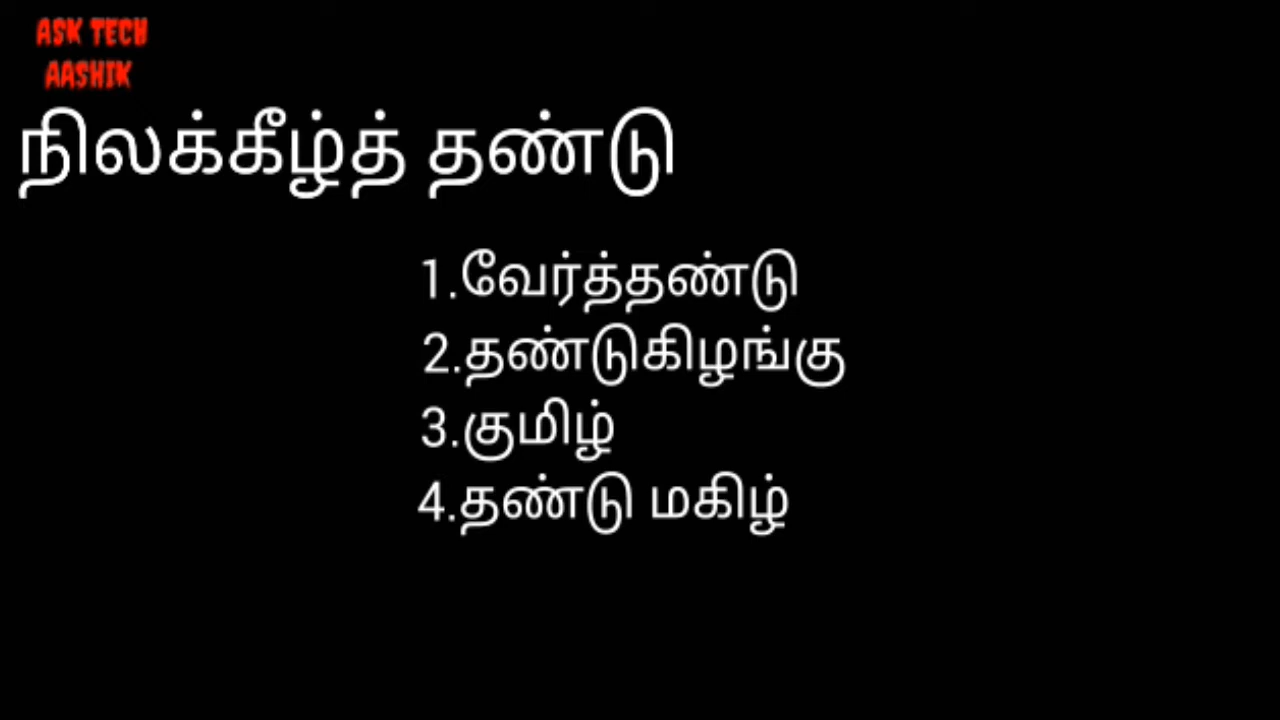 ASK TECH
AASHIK
நிலக்கீழ்த் தண்டு
1.வேர்த்தண்டு
2.தண்டுகிழங்கு
3.குமிழ்
4.தண்டு மகிழ்